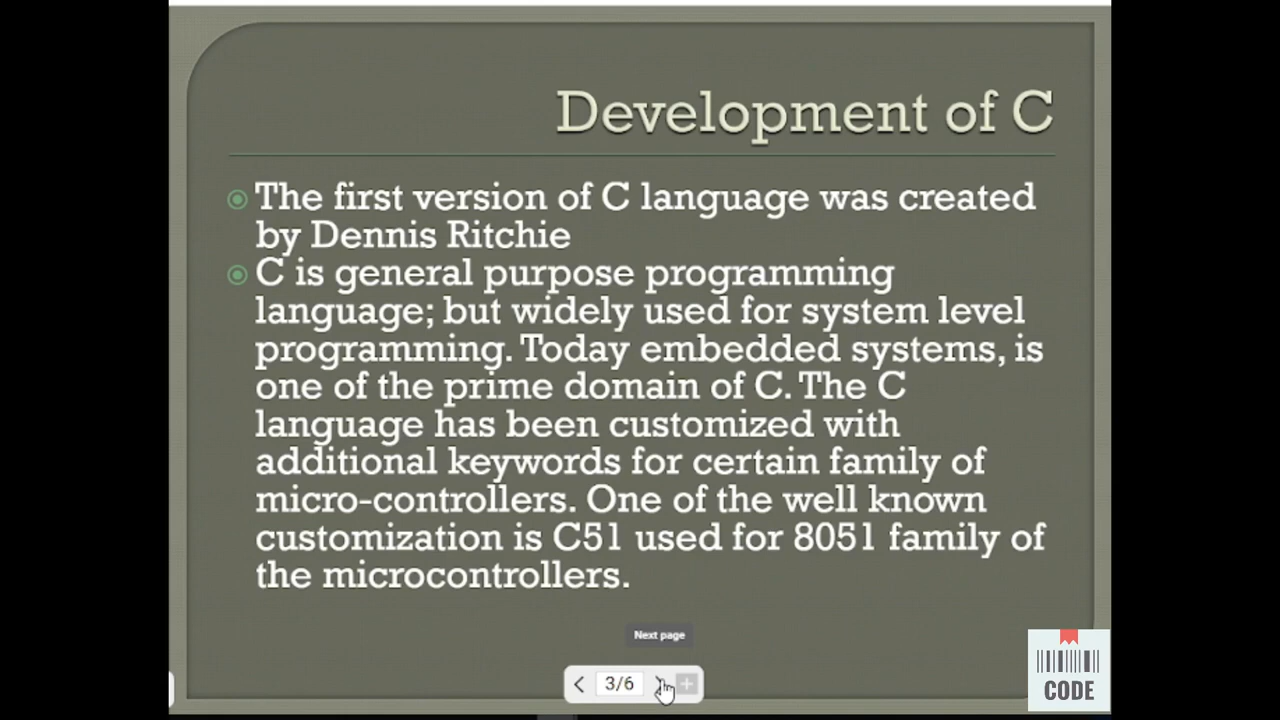 Development of C
The first version of C language was created
by Dennis Ritchie
C is general purpose programming
language; but widely used for system level
programming. Today embedded systems, is
one of the prime domain of C. The C
language has been customized with
additional keywords for certain family of
micro-controllers. One of the well known
customization is C51 used for 8051 family of
the microcontrollers.
Next page
3/6
CODE